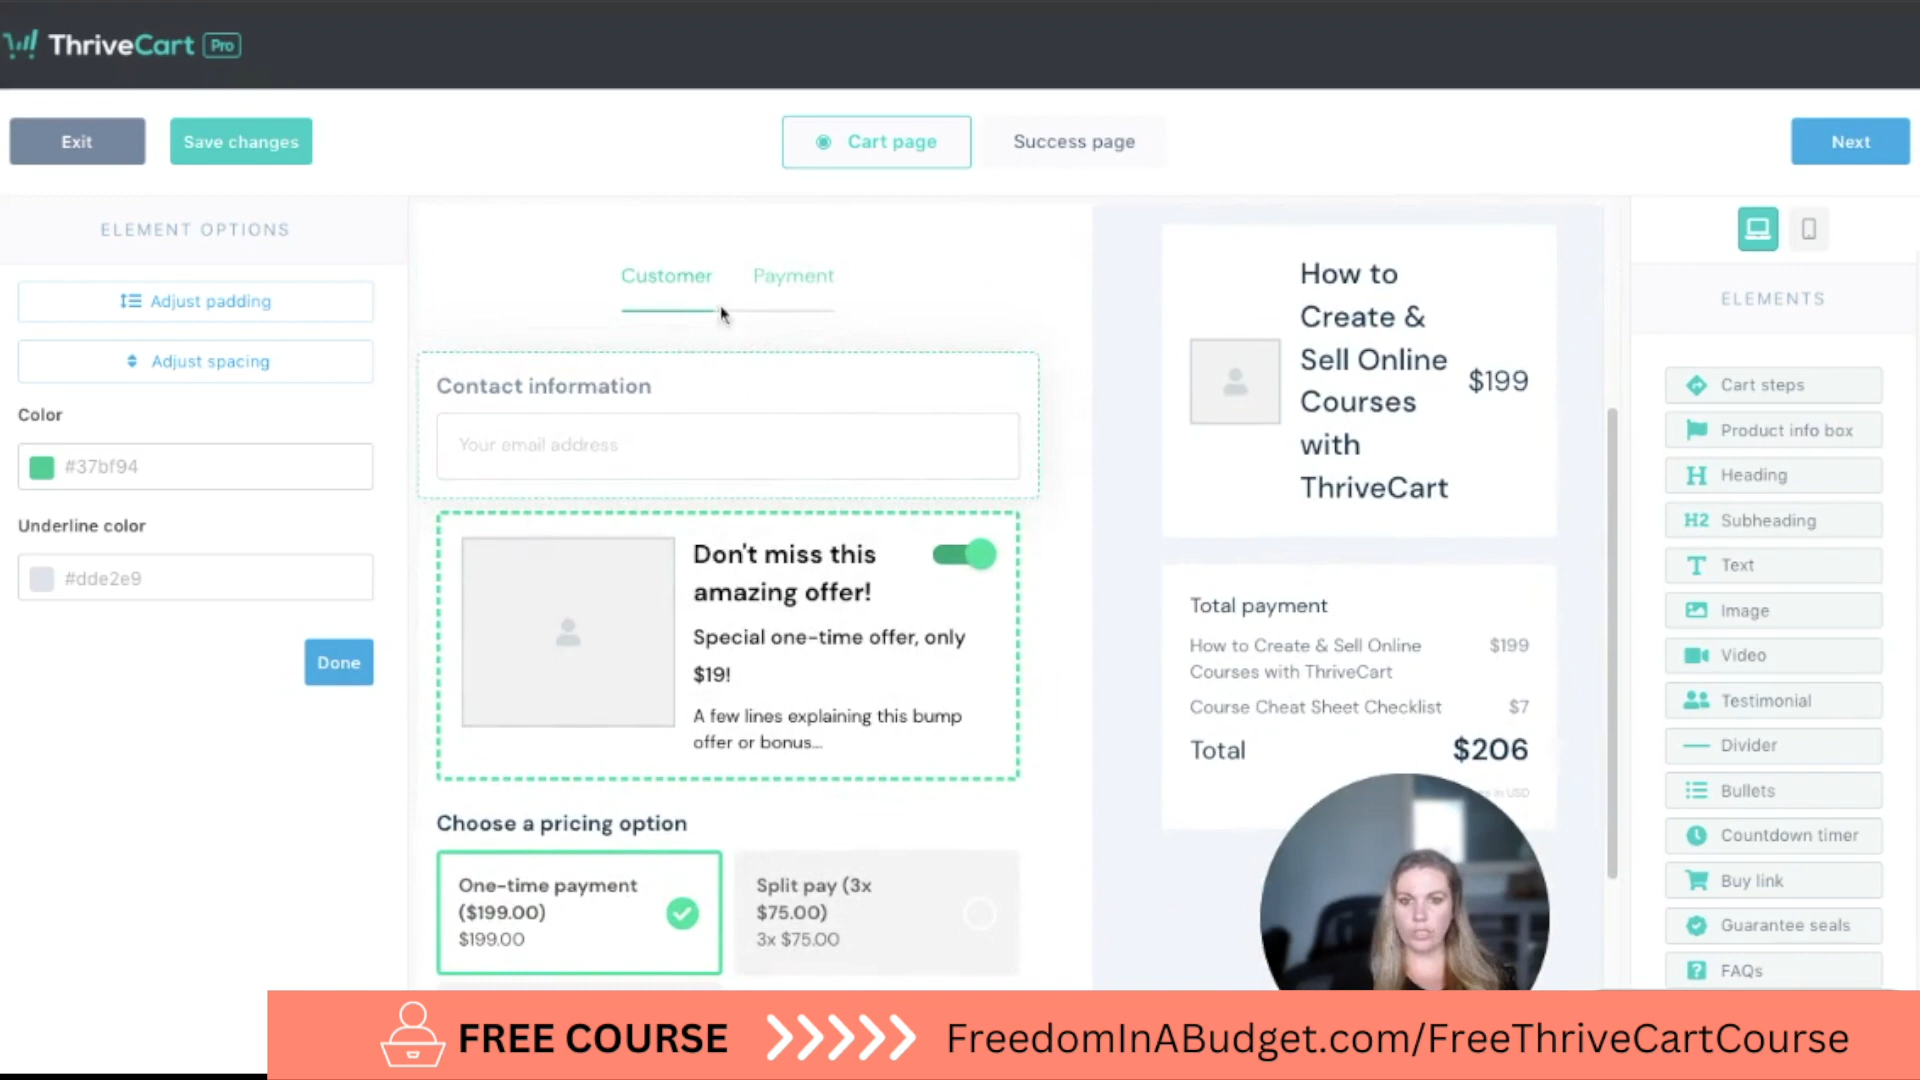 ThriveCart Pro
Exit
Save changes
Cart page
Success page
Next
ELEMENT OPTIONS
Adjust padding
Adjust spacing
Color
#37bf94
Underline color
#dde2e9
Done
Customer
Payment
Contact information
Your email address
Don't miss this
amazing offer!
Special one-time offer, only
$19!
A few lines explaining this bump
offer or bonus...
Choose a pricing option
One-time payment
($199.00)
$199.00
Split pay (3x
$75.00)
3x $75.00
How to
Create &
Sell Online
Courses
with
ThriveCart
$199
Total payment
How to Create & Sell Online
Courses with ThriveCart
$199
Course Cheat Sheet Checklist
$7
Total
$206
in USD
ELEMENTS
Cart steps
Product info box
H Heading
H2 Subheading
T Text
Image
Video
Testimonial
Divider
Bullets
Countdown timer
Buy link
Guarantee seals
? FAQs
FREE COURSE
FreedomInABudget.com/FreeThriveCartCourse